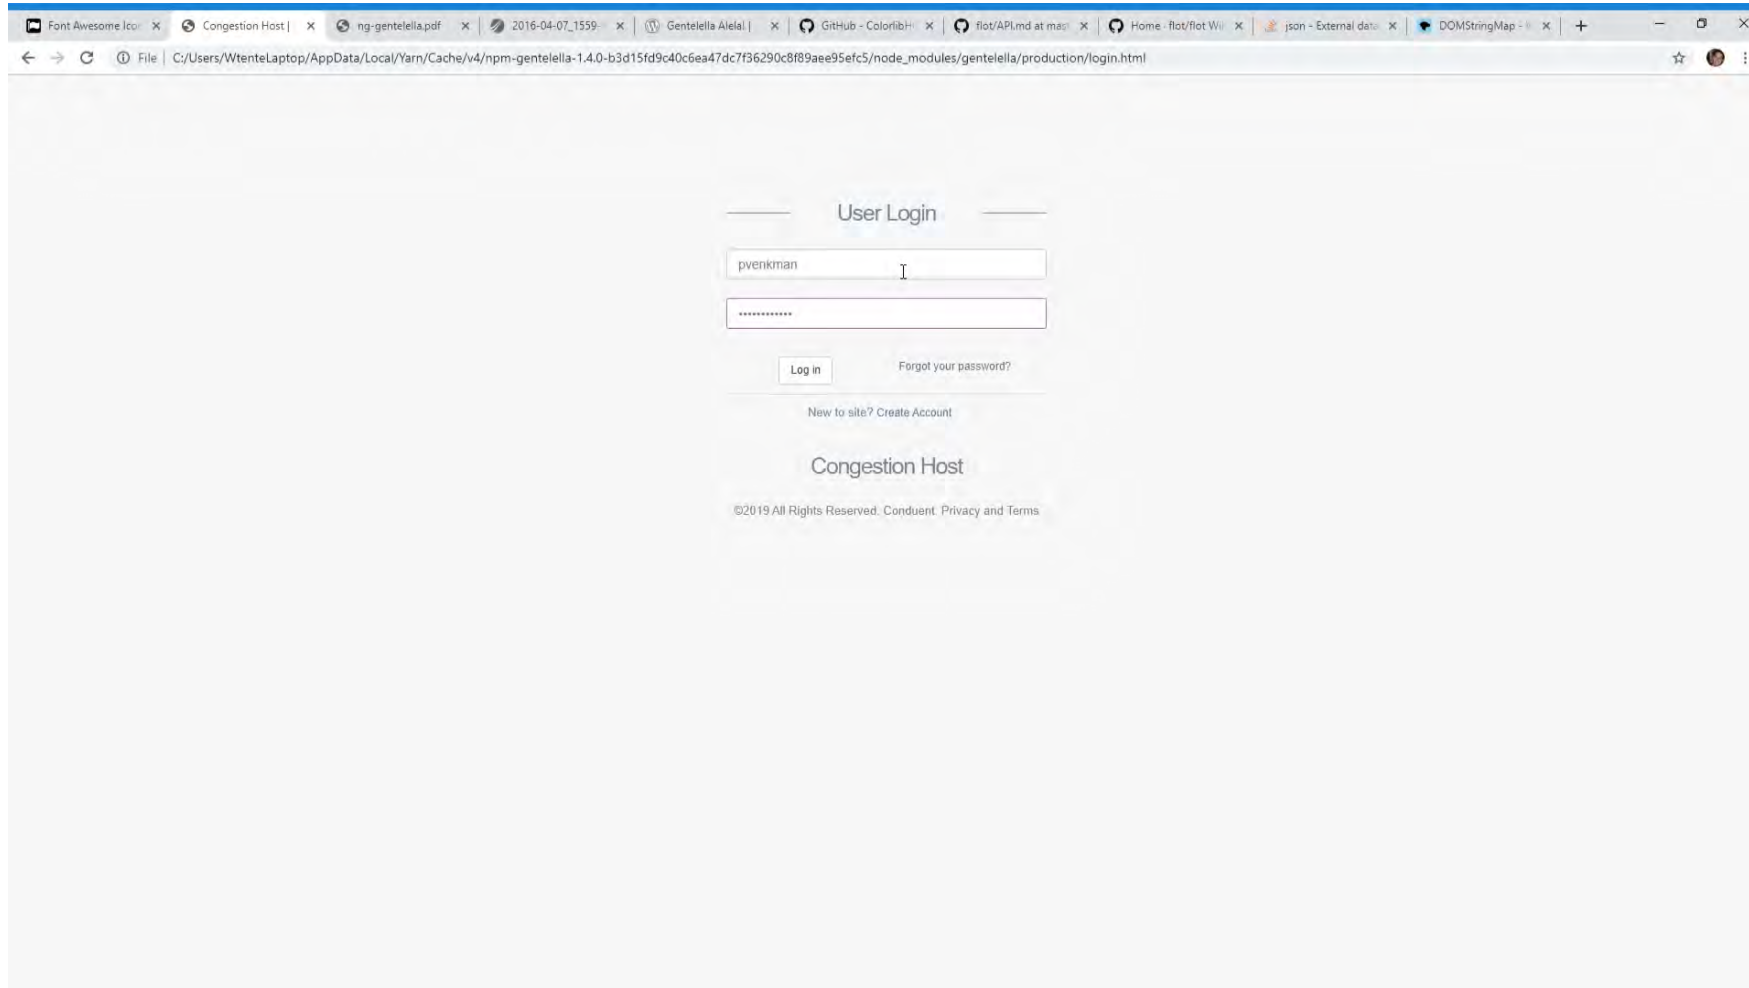 Font Awesome Ico
Congestion Host |
ng-gentelella.pdf
2016-04-07_1559
Gentelella Alela! |
GitHub - ColorlibH
flot/API.md at mas
Home · flot/flot Wi
json - External data
DOMStringMap -
File | C:/Users/WtenteLaptop/AppData/Local/Yarn/Cache/v4/npm-gentelella-1.4.0-b3d15fd9c40c6ea47dc7f36290c8f89aee95efc5/node_modules/gentelella/production/login.html
User Login
pvenkman
••••••••••••
Log in
Forgot your password?
New to site? Create Account
Congestion Host
©2019 All Rights Reserved. Conduent. Privacy and Terms